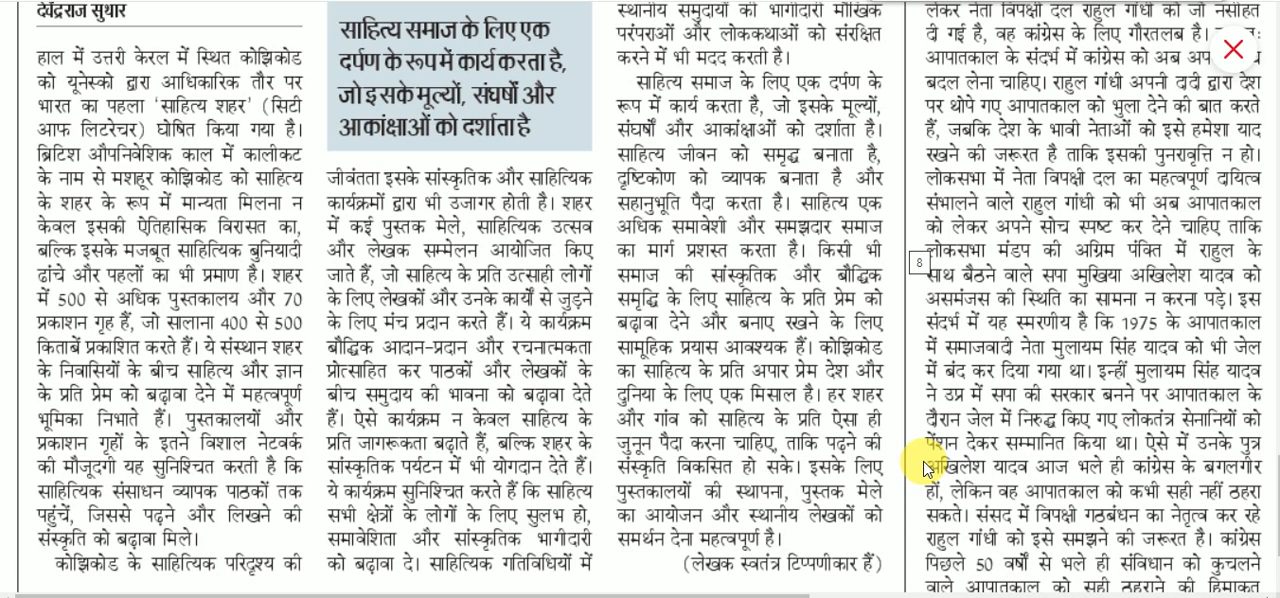 देवेंद्रराज सुथार
हाल में उत्तरी केरल में स्थित कोझिकोड
को यूनेस्को द्वारा आधिकारिक तौर पर
भारत का पहला 'साहित्य शहर' (सिटी
आफ लिटरेचर) घोषित किया गया है।
ब्रिटिश औपनिवेशिक काल में कालीकट
के नाम से मशहूर कोझिकोड को साहित्य
के शहर के रूप में मान्यता मिलना न
केवल इसकी ऐतिहासिक विरासत का,
बल्कि इसके मजबूत साहित्यिक बुनियादी
ढांचे और पहलों का भी प्रमाण है। शहर
में 500 से अधिक पुस्तकालय और 70
प्रकाशन गृह हैं, जो सालाना 400 से 500
किताबें प्रकाशित करते हैं। ये संस्थान शहर
के निवासियों के बीच साहित्य और ज्ञान
के प्रति प्रेम को बढ़ावा देने में महत्वपूर्ण
भूमिका निभाते हैं। पुस्तकालयों और
प्रकाशन गृहों के इतने विशाल नेटवर्क
की मौजूदगी यह सुनिश्चित करती है कि
साहित्यिक संसाधन व्यापक पाठकों तक
पहुंचें, जिससे पढ़ने और लिखने की
संस्कृति को बढ़ावा मिले।
कोझिकोड के साहित्यिक परिदृश्य की
साहित्य समाज के लिए एक
दर्पण के रूप में कार्य करता है,
जो इसके मूल्यों, संघर्षों और
आकांक्षाओं को दर्शाता है
जीवंतता इसके सांस्कृतिक और साहित्यिक
कार्यक्रमों द्वारा भी उजागर होती है। शहर
में कई पुस्तक मेले, साहित्यिक उत्सव
और लेखक सम्मेलन आयोजित किए
जाते हैं, जो साहित्य के प्रति उत्साही लोगों
के लिए लेखकों और उनके कार्यों से जुड़ने
के लिए मंच प्रदान करते हैं। ये कार्यक्रम
बौद्धिक आदान-प्रदान और रचनात्मकता
प्रोत्साहित कर पाठकों और लेखकों के
बीच समुदाय की भावना को बढ़ावा देते
हैं। ऐसे कार्यक्रम न केवल साहित्य के
प्रति जागरूकता बढ़ाते हैं, बल्कि शहर के
सांस्कृतिक पर्यटन में भी योगदान देते हैं।
ये कार्यक्रम सुनिश्चित करते हैं कि साहित्य
सभी क्षेत्रों के लोगों के लिए सुलभ हो,
समावेशिता और सांस्कृतिक भागीदारी
को बढ़ावा दे। साहित्यिक गतिविधियों में
स्थानीय समुदायों की भागीदारी मौखिक
परंपराओं और लोककथाओं को संरक्षित
करने में भी मदद करती है।
साहित्य समाज के लिए एक दर्पण के
रूप में कार्य करता है, जो इसके मूल्यों,
संघर्षों और आकांक्षाओं को दर्शाता है।
साहित्य जीवन को समृद्ध बनाता है,
दृष्टिकोण को व्यापक बनाता है और
सहानुभूति पैदा करता है। साहित्य एक
अधिक समावेशी और समझदार समाज
का मार्ग प्रशस्त करता है। किसी भी
समाज की सांस्कृतिक और बौद्धिक
समृद्धि के लिए साहित्य के प्रति प्रेम को
बढ़ावा देने और बनाए रखने के लिए
सामूहिक प्रयास आवश्यक हैं। कोझिकोड
का साहित्य के प्रति अपार प्रेम देश और
दुनिया के लिए एक मिसाल है। हर शहर
और गांव को साहित्य के प्रति ऐसा ही
जुनून पैदा करना चाहिए, ताकि पढ़ने की
संस्कृति विकसित हो सके। इसके लिए
पुस्तकालयों की स्थापना, पुस्तक मेले
का आयोजन और स्थानीय लेखकों को
समर्थन देना महत्वपूर्ण है।
(लेखक स्वतंत्र टिप्पणीकार हैं)
लेकर नेता विपक्षी दल राहुल गांधी को जो नसीहत
दी गई है, वह कांग्रेस के लिए गौरतलब है।
आपातकाल के संदर्भ में कांग्रेस को अब
बदल लेना चाहिए। राहुल गांधी अपनी दादी द्वारा देश
पर थोपे गए आपातकाल को भुला देने की बात करते
हैं, जबकि देश के भावी नेताओं को इसे हमेशा याद
रखने की जरूरत है ताकि इसकी पुनरावृत्ति न हो।
लोकसभा में नेता विपक्षी दल का महत्वपूर्ण दायित्व
संभालने वाले राहुल गांधी को भी अब आपातकाल
को लेकर अपने सोच स्पष्ट कर देने चाहिए ताकि
लोकसभा मंडप की अग्रिम पंक्ति में राहुल के
8
साथ बैठने वाले सपा मुखिया अखिलेश यादव को
असमंजस की स्थिति का सामना न करना पड़े। इस
संदर्भ में यह स्मरणीय है कि 1975 के आपातकाल
में समाजवादी नेता मुलायम सिंह यादव को भी जेल
में बंद कर दिया गया था। इन्हीं मुलायम सिंह यादव
ने उप्र में सपा की सरकार बनने पर आपातकाल के
दौरान जेल में निरुद्ध किए गए लोकतंत्र सेनानियों को
पेंशन देकर सम्मानित किया था। ऐसे में उनके पुत्र
अखिलेश यादव आज भले ही कांग्रेस के बगलगीर
हों, लेकिन वह आपातकाल को कभी सही नहीं ठहरा
सकते। संसद में विपक्षी गठबंधन का नेतृत्व कर रहे
राहुल गांधी को इसे समझने की जरूरत है। कांग्रेस
पिछले 50 वर्षों से भले ही संविधान को कुचलने
वाले आपातकाल को सही ठहराने की हिमाकत